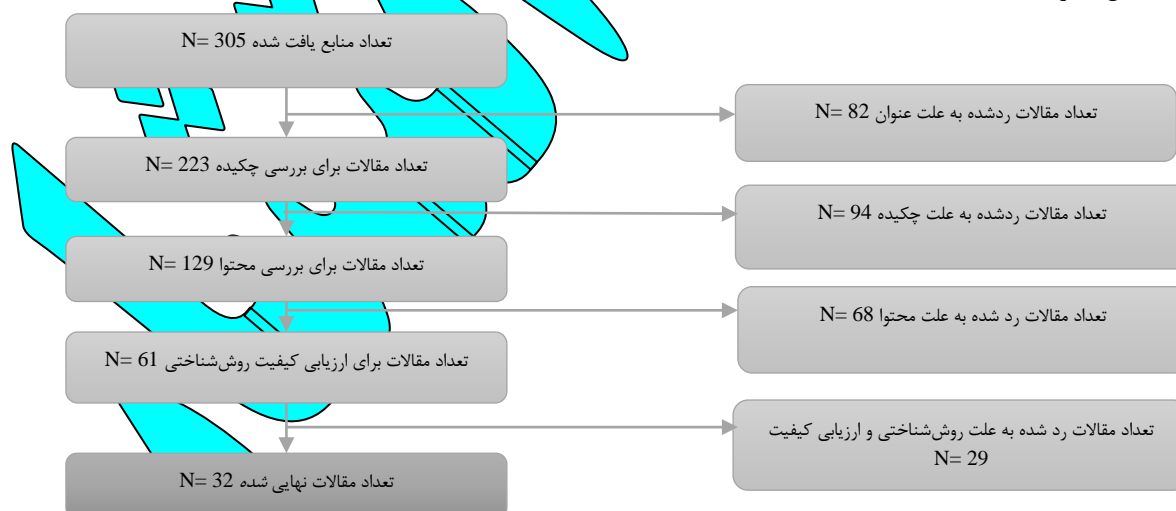 تعداد منابع یافت شده N= 305
تعداد مقالات ردشده به علت عنوان N= 82
تعداد مقالات برای بررسی چکیده N= 223
تعداد مقالات ردشده به علت چکیده N= 94
تعداد مقالات برای بررسی محتوا N= 129
تعداد مقالات رد شده به علت محتوا N= 68
تعداد مقالات برای ارزیابی کیفیت روش‌شناختی N= 61
تعداد مقالات رد شده به علت روش‌شناختی و ارزیابی کیفیت
N= 29
تعداد مقالات نهایی شده N= 32